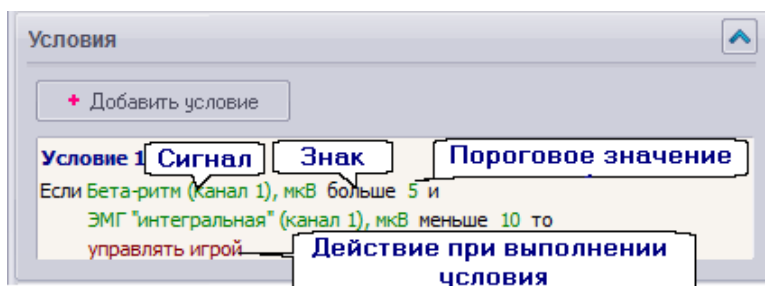 Условия
+ Добавить условие
Условие 1 Сигнал Знак Пороговое значение
Если Бета-ритм (Канал 1), мкВ больше 5 и
ЭМГ "интегральная" (канал 1), мкВ меньше 10 то
управлять игрой
Действие при выполнении
условия